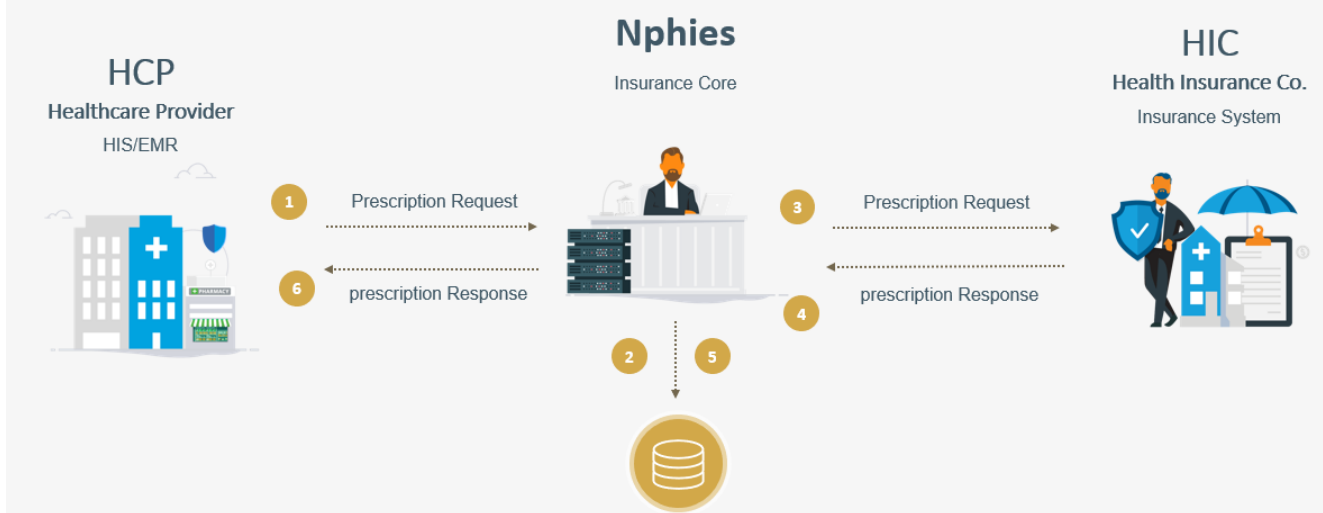 HCP
Healthcare Provider
HIS/EMR
Nphies
Insurance Core
HIC
Health Insurance Co.
Insurance System
1
Prescription Request
3
Prescription Request
6
prescription Response
4
prescription Response
PHARMACY
2
5